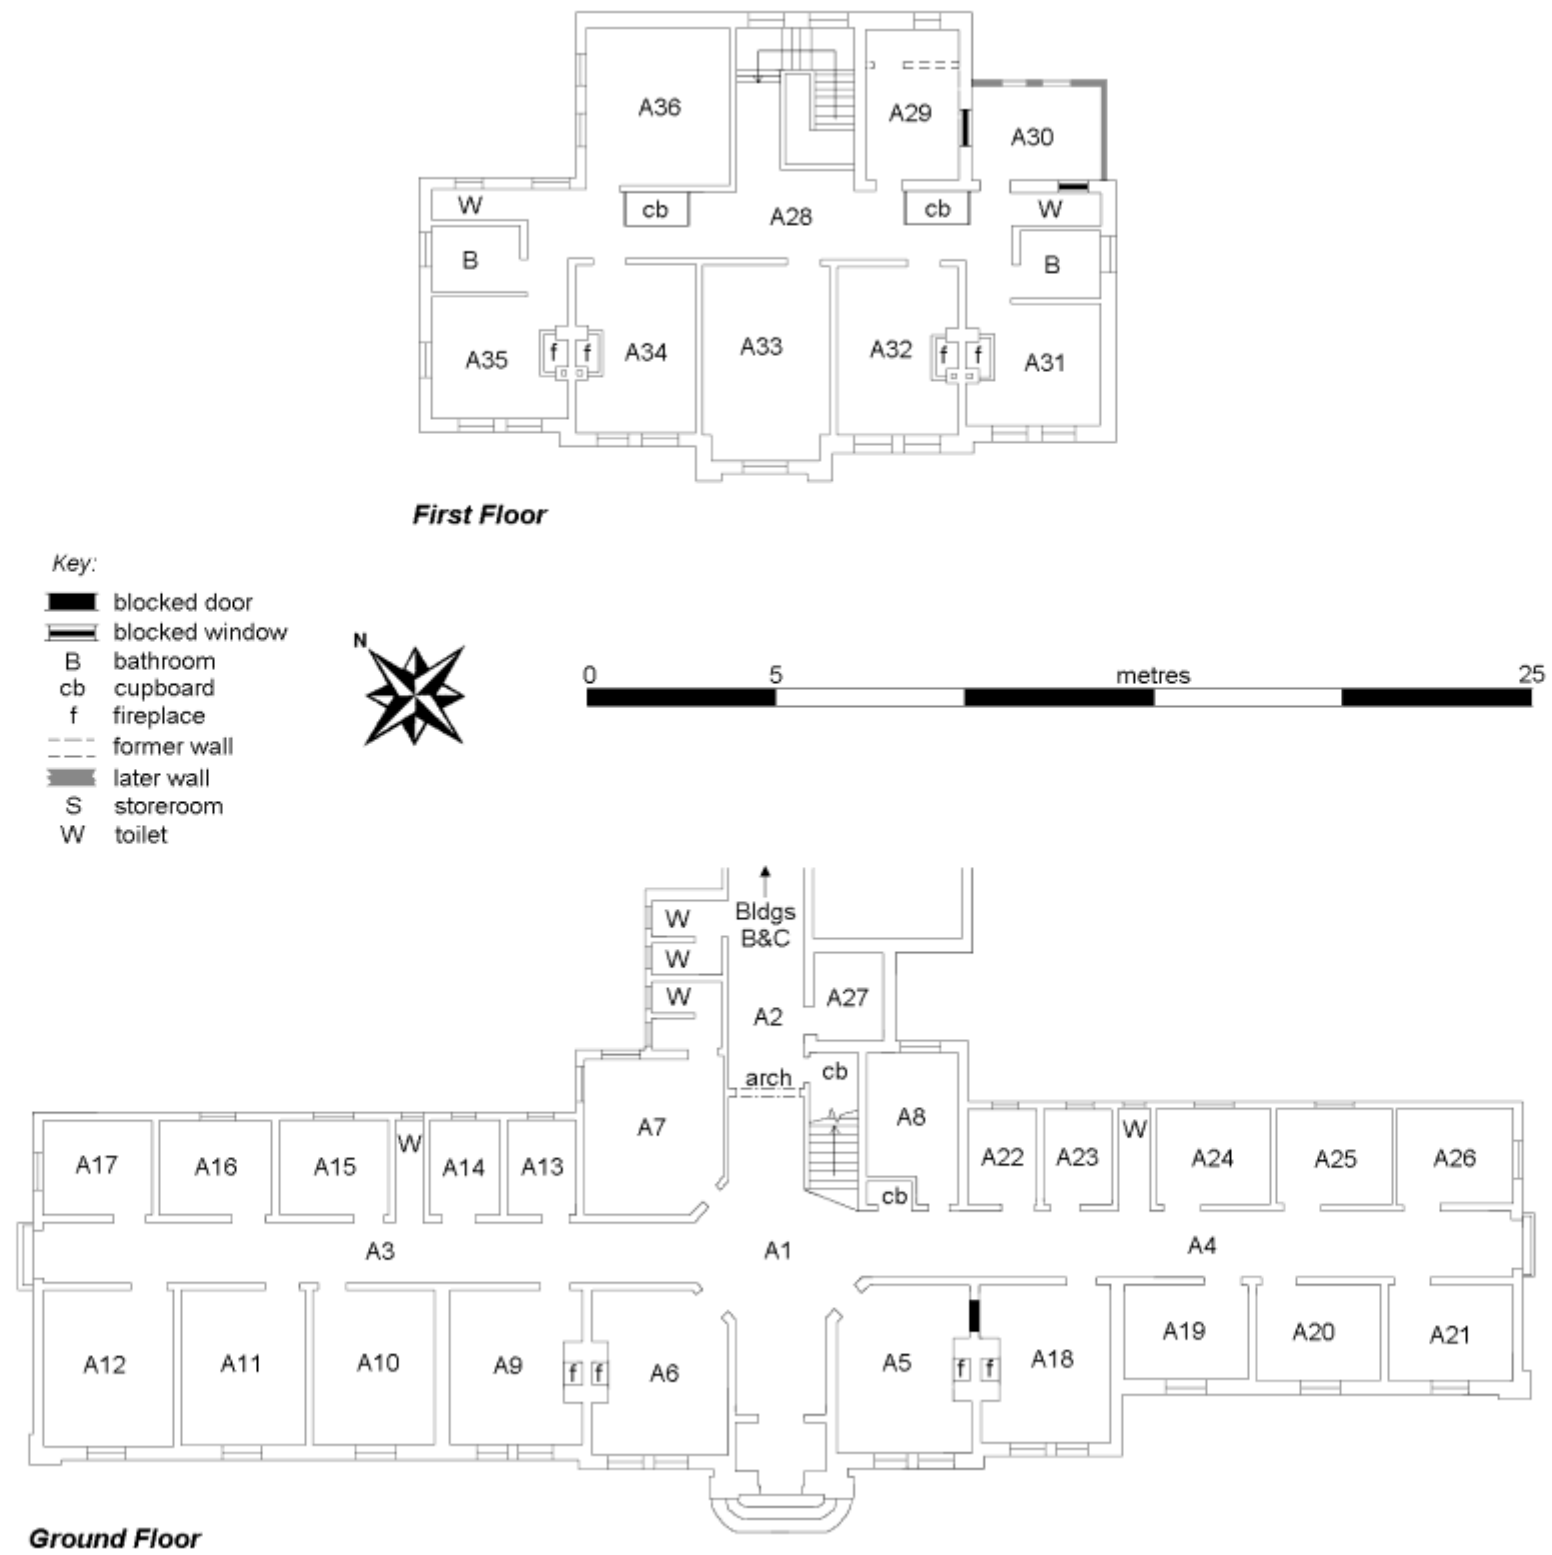 A36
A29
A30
W
cb
A28
cb
W
B
B
A35
f
f
A34
A33
A32
f
f
A31
First Floor
Key:
blocked door
blocked window
B bathroom
cb cupboard
f fireplace
former wall
later wall
S storeroom
W toilet
N
0 5 metres 25
W
Bldgs
B&C
W
W
A27
A2
arch
cb
A7
A8
W
W
A17
A16
A15
A14
A13
cb
A22
A23
A24
A25
A26
A3
A1
A4
A12
A11
A10
A9
f
f
A6
A5
f
f
A18
A19
A20
A21
Ground Floor